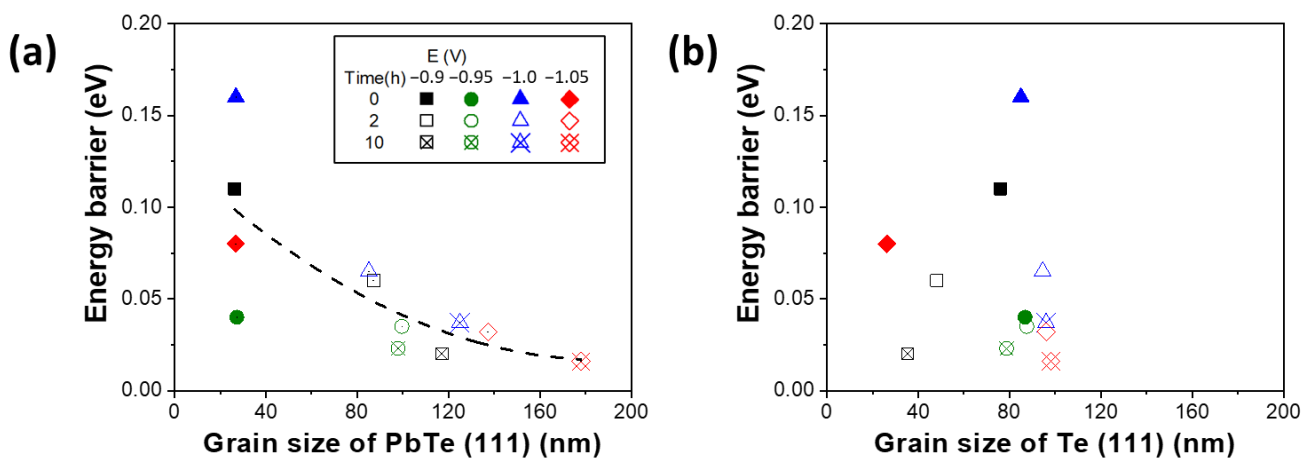 (a)
Energy barrier (eV)
0.20
0.15
0.10
0.05
0.00
E (V)
Time(h) −0.9 −0.95 −1.0 −1.05
0
2
10
0 40 80 120 160 200
Grain size of PbTe (111) (nm)
(b)
Energy barrier (eV)
0.20
0.15
0.10
0.05
0.00
0 40 80 120 160 200
Grain size of Te (111) (nm)